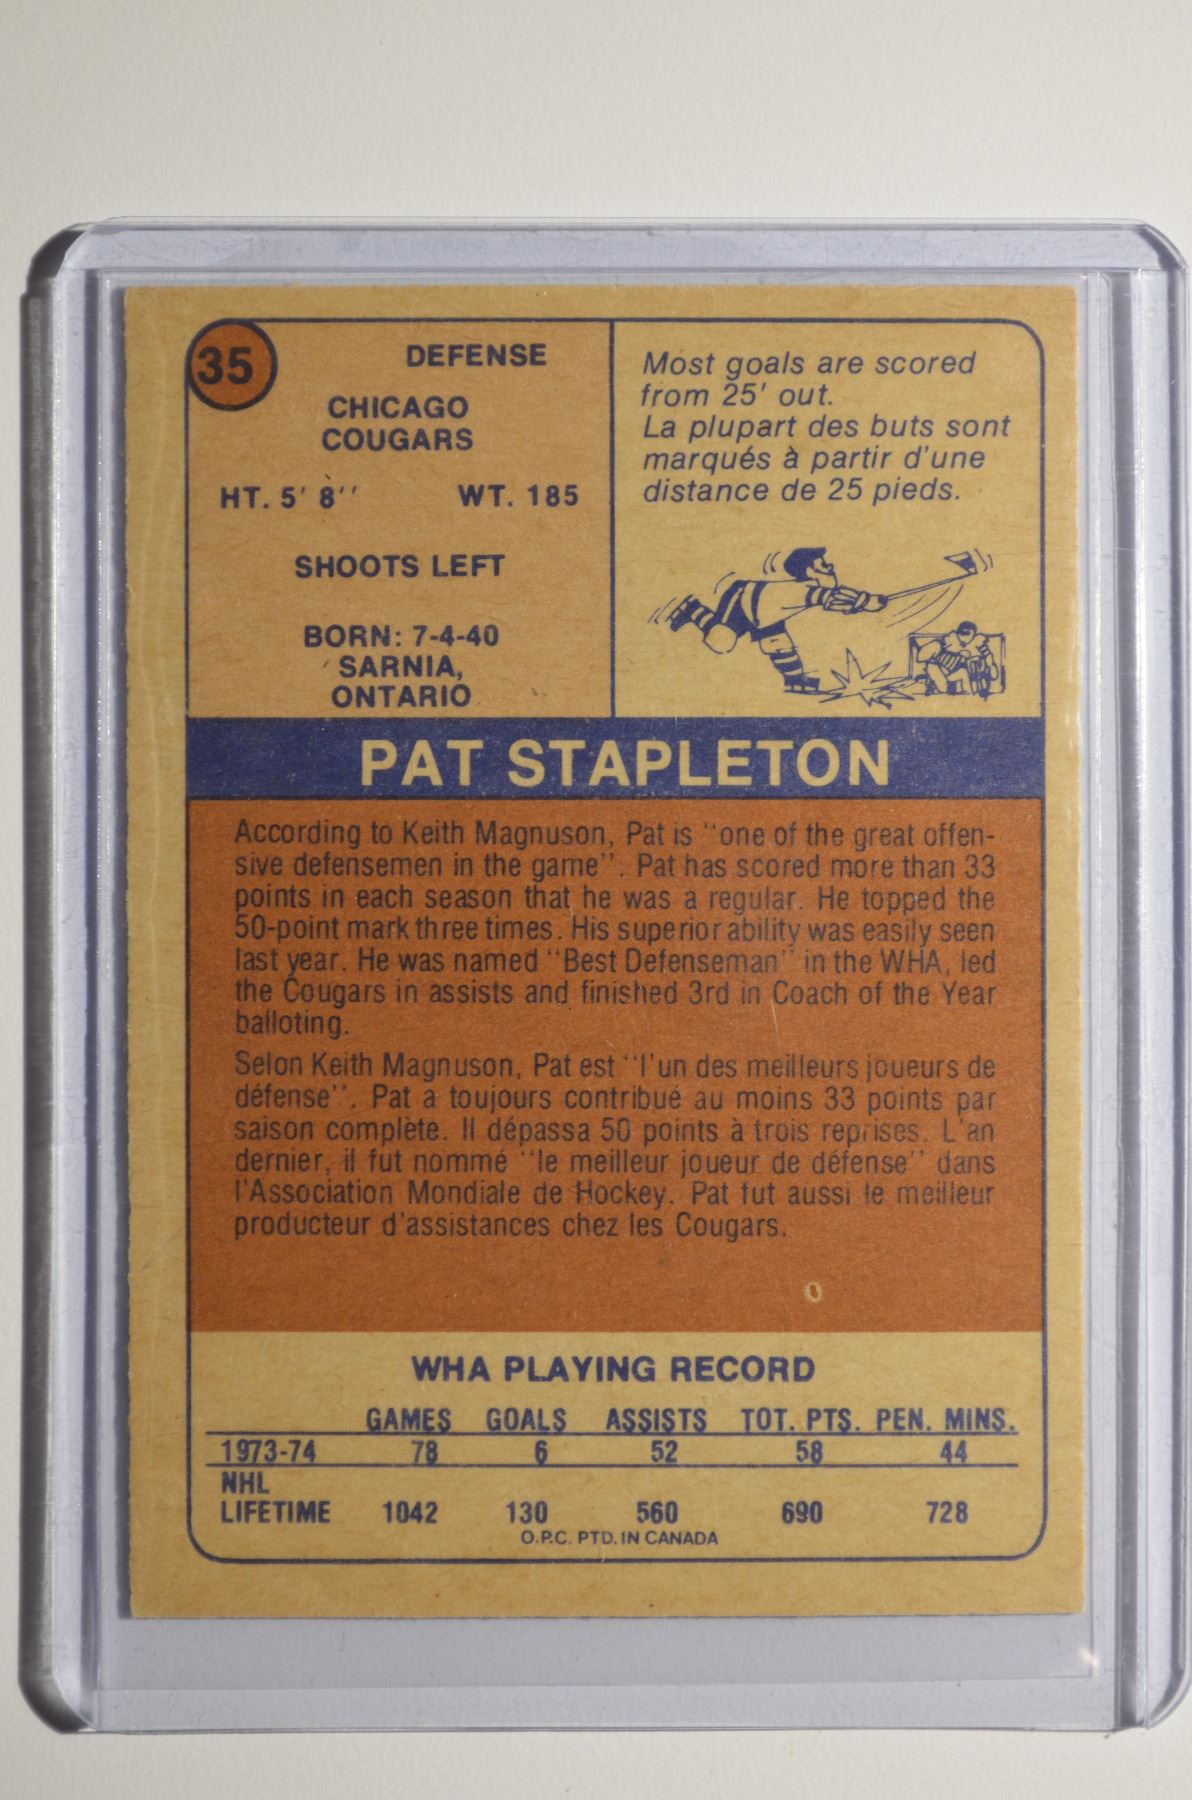 35
DEFENSE
CHICAGO
COUGARS
HT. 5' 8'' WT. 185
SHOOTS LEFT
BORN: 7-4-40
SARNIA,
ONTARIO
Most goals are scored
from 25' out.
La plupart des buts sont
marqués à partir d'une
distance de 25 pieds.
PAT STAPLETON
According to Keith Magnuson, Pat is ''one of the great offen-
sive defensemen in the game''. Pat has scored more than 33
points in each season that he was a regular. He topped the
50-point mark three times. His superior ability was easily seen
last year. He was named ''Best Defenseman'' in the WHA, led
the Cougars in assists and finished 3rd in Coach of the Year
balloting.
Selon Keith Magnuson, Pat est ''l'un des meilleurs joueurs de
défense''. Pat a toujours contribué au moins 33 points par
saison complète. Il dépassa 50 points à trois reprises. L'an
dernier, il fut nommé ''le meilleur joueur de défense'' dans
l'Association Mondiale de Hockey. Pat fut aussi le meilleur
producteur d'assistances chez les Cougars.
WHA PLAYING RECORD
GAMES GOALS ASSISTS TOT. PTS. PEN. MINS.
1973-74 78 6 52 58 44
NHL
LIFETIME 1042 130 560 690 728
O.P.C. PTD. IN CANADA